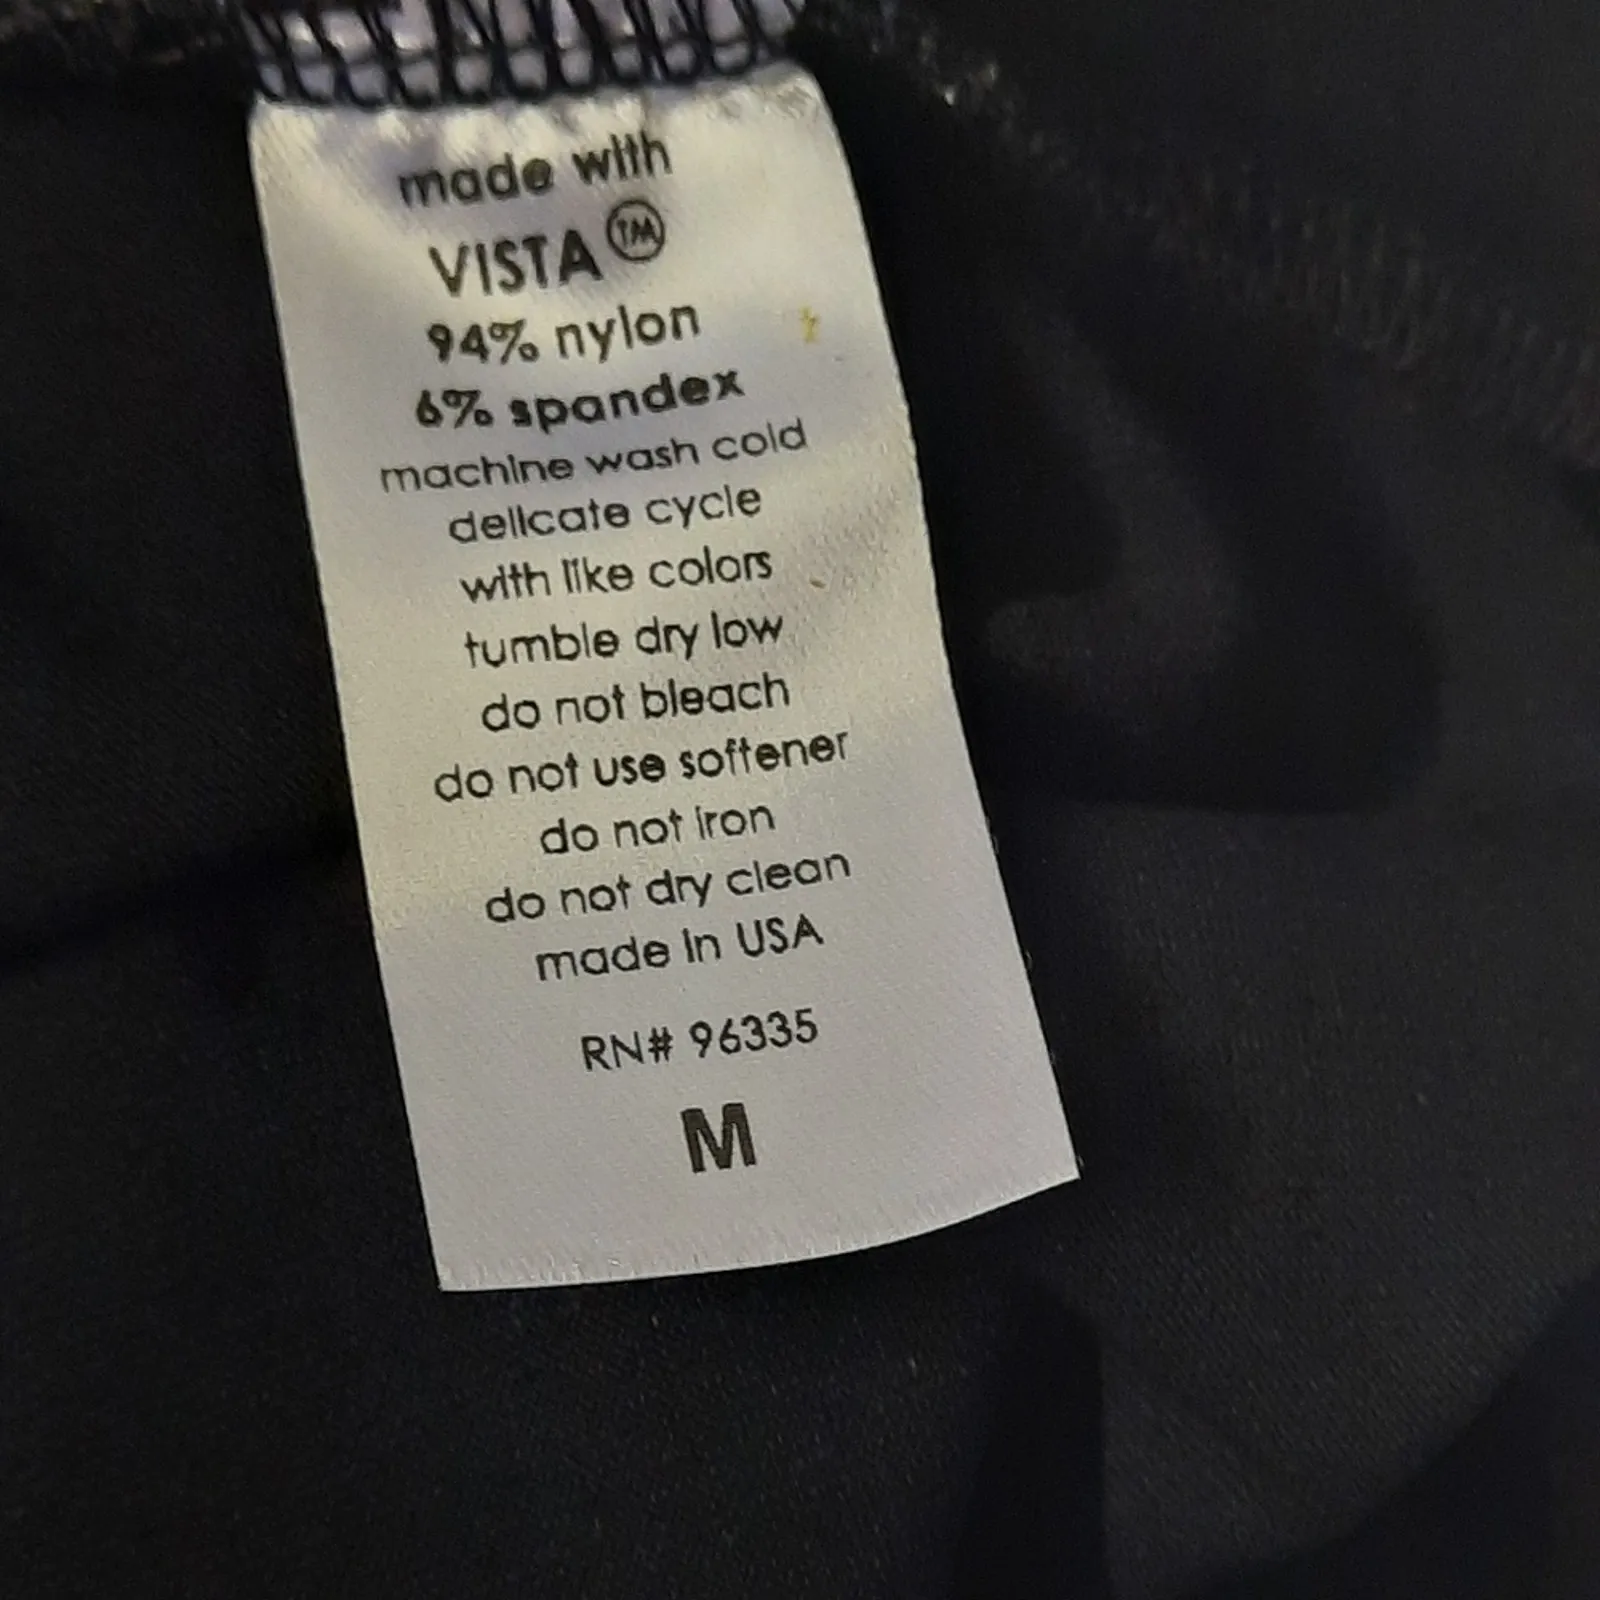 made with
VISTA ™
94% nylon
6% spandex
machine wash cold
delicate cycle
with like colors
tumble dry low
do not bleach
do not use softener
do not iron
do not dry clean
made in USA
RN# 96335
M